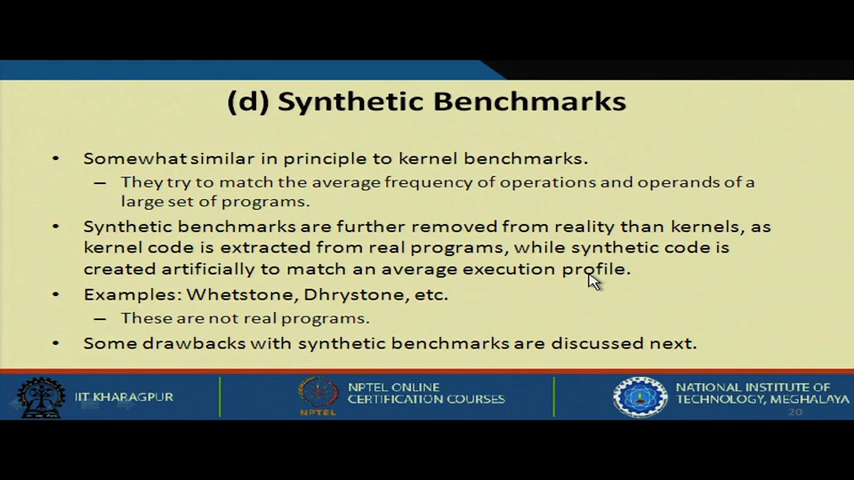 (d) Synthetic Benchmarks
• Somewhat similar in principle to kernel benchmarks.
– They try to match the average frequency of operations and operands of a
large set of programs.
• Synthetic benchmarks are further removed from reality than kernels, as
kernel code is extracted from real programs, while synthetic code is
created artificially to match an average execution profile.
• Examples: Whetstone, Dhrystone, etc.
– These are not real programs.
• Some drawbacks with synthetic benchmarks are discussed next.
IIT KHARAGPUR
NPTEL
NPTEL ONLINE
CERTIFICATION COURSES
NATIONAL INSTITUTE OF
TECHNOLOGY, MEGHALAYA
20